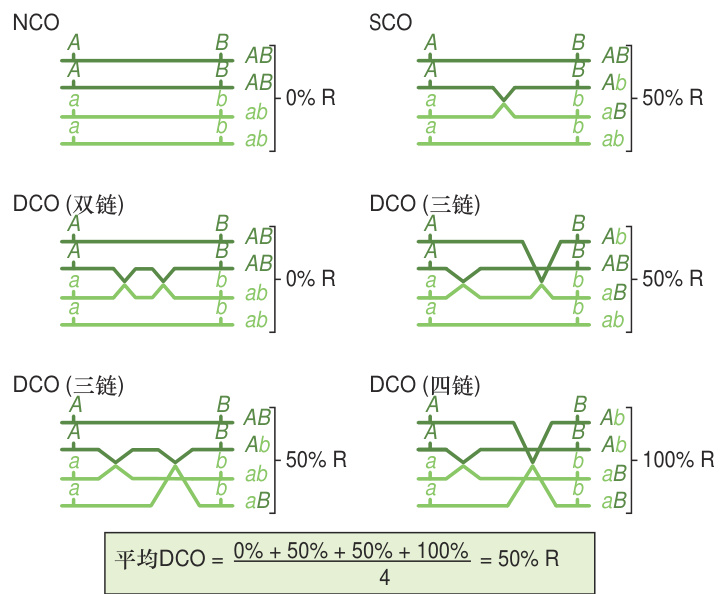 NCO
A B AB
A B AB
a b ab
a b ab
0% R
SCO
A B AB
A B Ab
a b aB
a b ab
50% R
DCO (双链)
A B AB
A B AB
a b ab
a b ab
0% R
DCO (三链)
A B Ab
A B AB
a b aB
a b ab
50% R
DCO (三链)
A B AB
A B Ab
a b ab
a b aB
50% R
DCO (四链)
A B Ab
A B Ab
a b aB
a b aB
100% R
平均DCO = 0% + 50% + 50% + 100% / 4 = 50% R